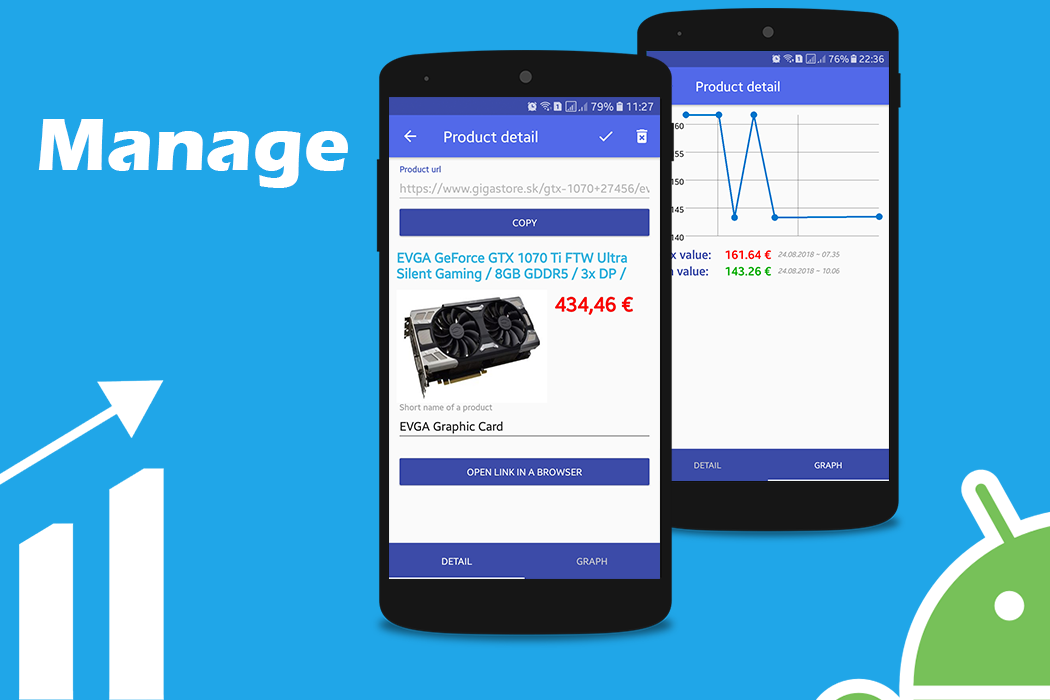 Manage
79% 11:27
Product detail
Product url
https://www.gigastore.sk/gtx-1070+27456/ev
COPY
EVGA GeForce GTX 1070 Ti FTW Ultra
Silent Gaming / 8GB GDDR5 / 3x DP /
434,46 €
Short name of a product
EVGA Graphic Card
OPEN LINK IN A BROWSER
DETAIL GRAPH
76% 22:36
Product detail
160
155
150
145
140
x value: 161.64 € 24.08.2018 – 07.35
n value: 143.26 € 24.08.2018 – 10.06
DETAIL GRAPH